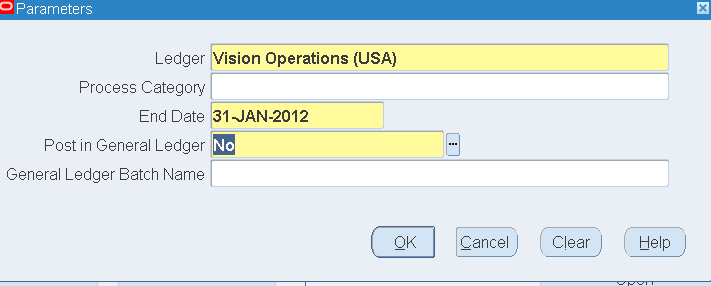 Parameters
Ledger Vision Operations (USA)
Process Category
End Date 31-JAN-2012
Post in General Ledger No ...
General Ledger Batch Name
OK Cancel Clear Help